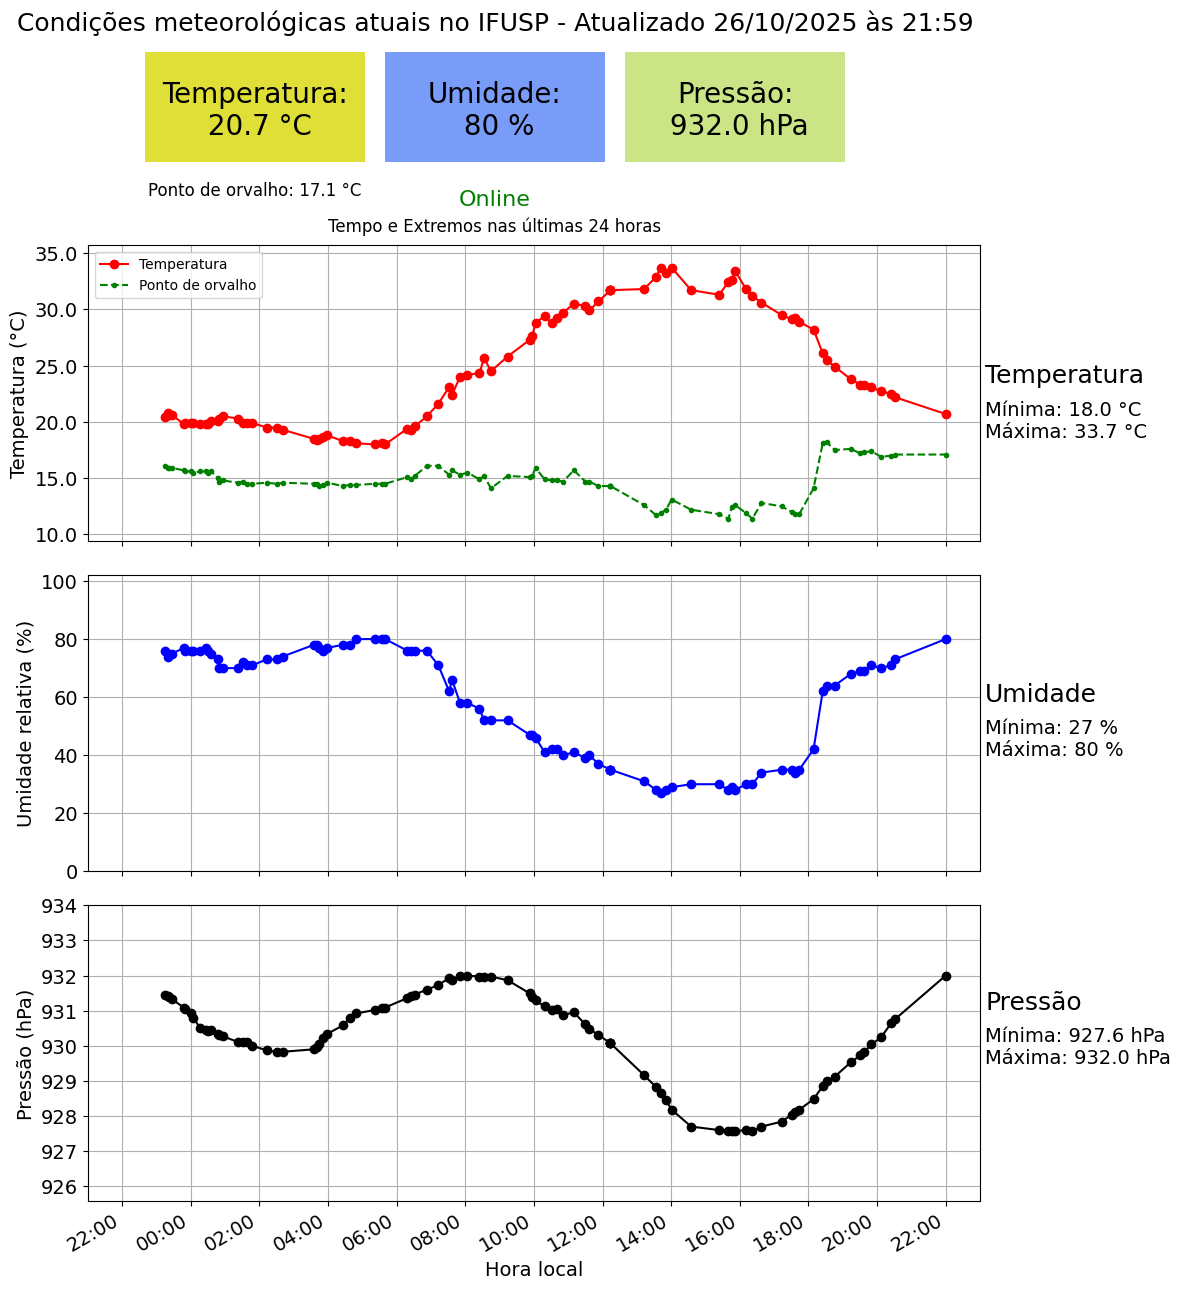 Condições meteorológicas atuais no IFUSP - Atualizado 26/10/2025 às 21:59
Temperatura:
20.7 °C
Umidade:
80 %
Pressão:
932.0 hPa
Ponto de orvalho: 17.1 °C
Online
Tempo e Extremos nas últimas 24 horas
Temperatura
Ponto de orvalho
Temperatura (°C)
35.0
30.0
25.0
20.0
15.0
10.0
Temperatura
Mínima: 18.0 °C
Máxima: 33.7 °C
Umidade relativa (%)
100
80
60
40
20
0
Umidade
Mínima: 27 %
Máxima: 80 %
Pressão (hPa)
934
933
932
931
930
929
928
927
926
Pressão
Mínima: 927.6 hPa
Máxima: 932.0 hPa
22:00 00:00 02:00 04:00 06:00 08:00 10:00 12:00 14:00 16:00 18:00 20:00 22:00
Hora local